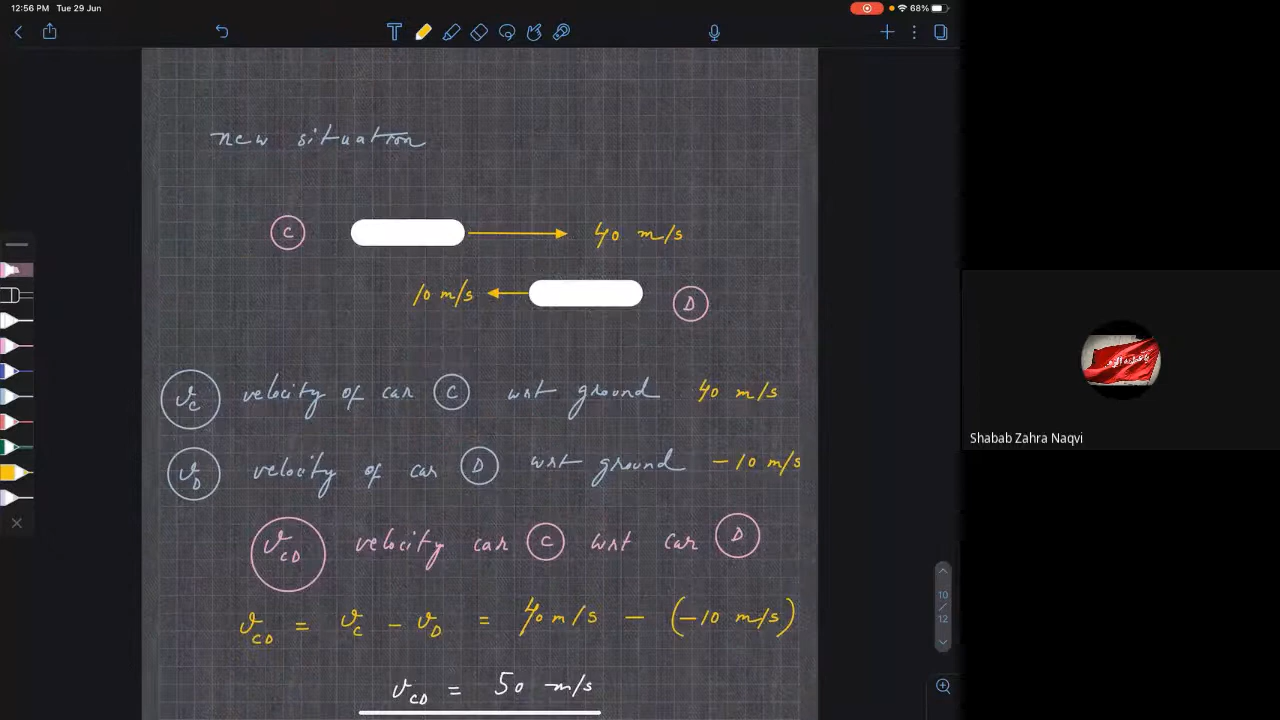 12:56 PM Tue 29 Jun
68%
new situation
C
40 m/s
10 m/s
D
v_C velocity of car C wrt ground 40 m/s
v_D velocity of car D wrt ground -10 m/s
v_CD velocity car C wrt car D
v_CD = v_C - v_D = 40 m/s - (-10 m/s)
v_CD = 50 m/s
10
/
12
Shabab Zahra Naqvi